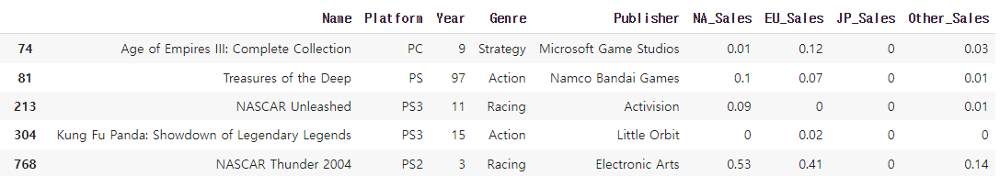 Name Platform Year Genre Publisher NA_Sales EU_Sales JP_Sales Other_Sales
74 Age of Empires III: Complete Collection PC 9 Strategy Microsoft Game Studios 0.01 0.12 0 0.03
81 Treasures of the Deep PS 97 Action Namco Bandai Games 0.1 0.07 0 0.01
213 NASCAR Unleashed PS3 11 Racing Activision 0.09 0 0 0.01
304 Kung Fu Panda: Showdown of Legendary Legends PS3 15 Action Little Orbit 0 0.02 0 0
768 NASCAR Thunder 2004 PS2 3 Racing Electronic Arts 0.53 0.41 0 0.14